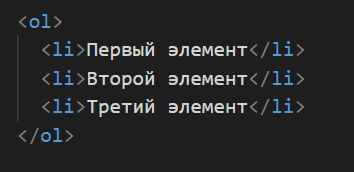 <ol>
<li>Первый элемент</li>
<li>Второй элемент</li>
<li>Третий элемент</li>
</ol>